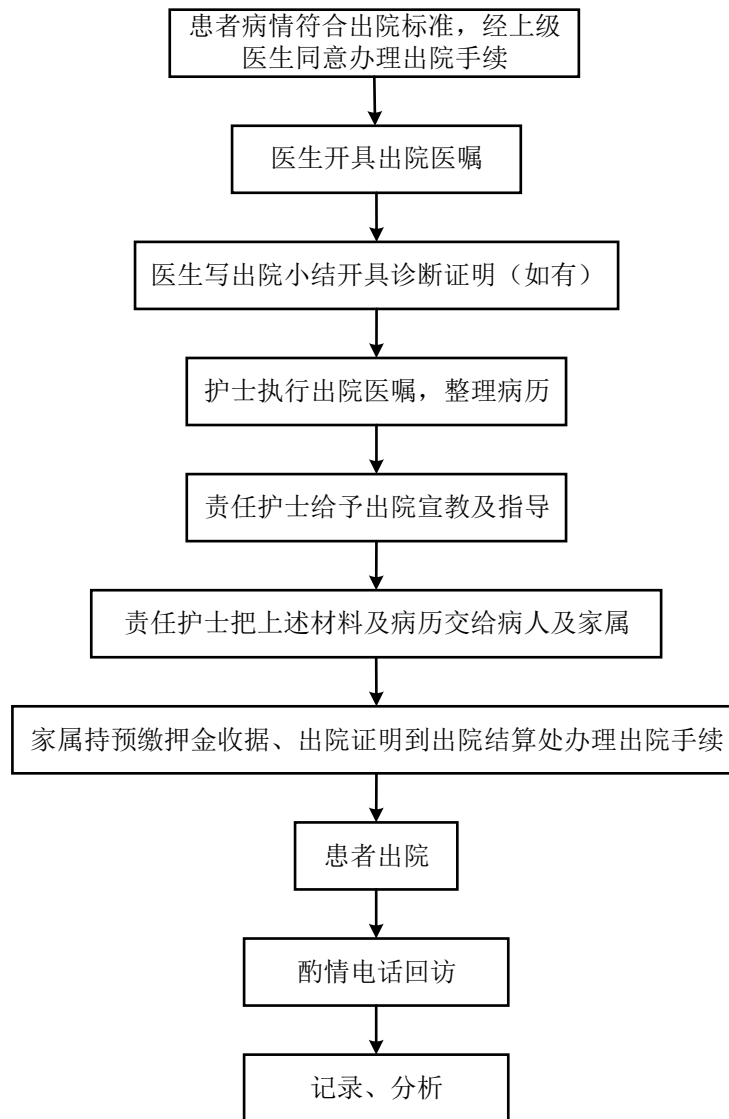 患者病情符合出院标准，经上级
医生同意办理出院手续
医生开具出院医嘱
医生写出院小结开具诊断证明（如有）
护士执行出院医嘱，整理病历
责任护士给予出院宣教及指导
责任护士把上述材料及病历交给病人及家属
家属持预缴押金收据、出院证明到出院结算处办理出院手续
患者出院
酌情电话回访
记录、分析